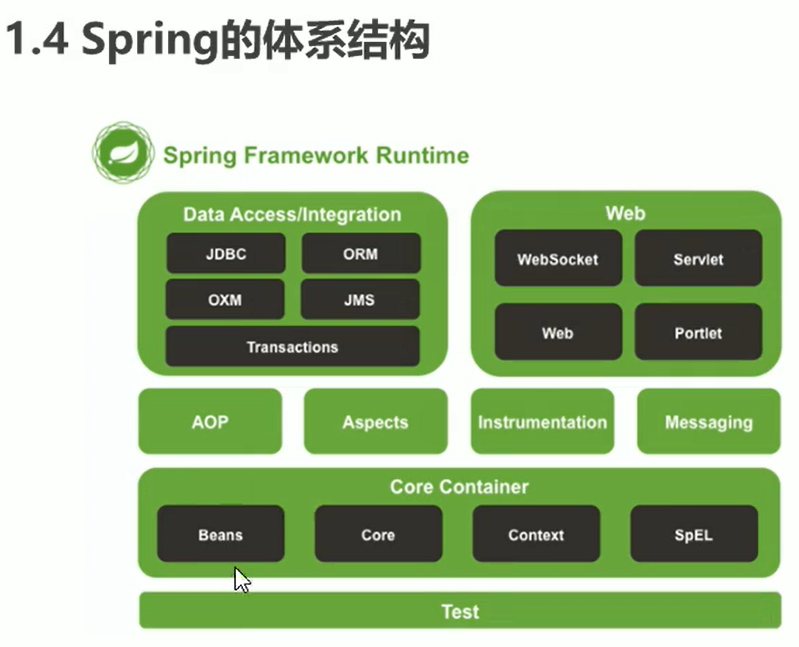 1.4 Spring的体系结构
Spring Framework Runtime
Data Access/Integration
JDBC
ORM
OXM
JMS
Transactions
Web
WebSocket
Servlet
Web
Portlet
AOP
Aspects
Instrumentation
Messaging
Core Container
Beans
Core
Context
SpEL
Test